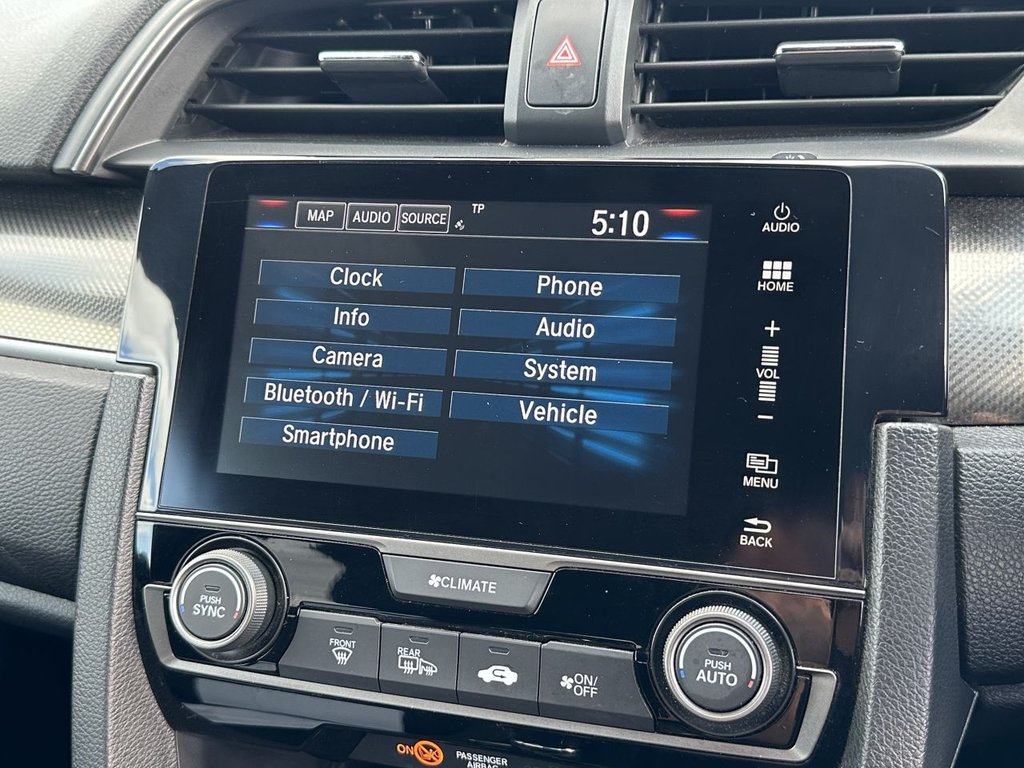 MAP AUDIO SOURCE TP 5:10
AUDIO
HOME
Clock
Phone
Info
Audio
Camera
System
Bluetooth / Wi-Fi
Vehicle
Smartphone
+
VOL
−
MENU
BACK
CLIMATE
PUSH
SYNC
FRONT
REAR
ON/
OFF
PUSH
AUTO
ON
PASSENGER
AIRBAG